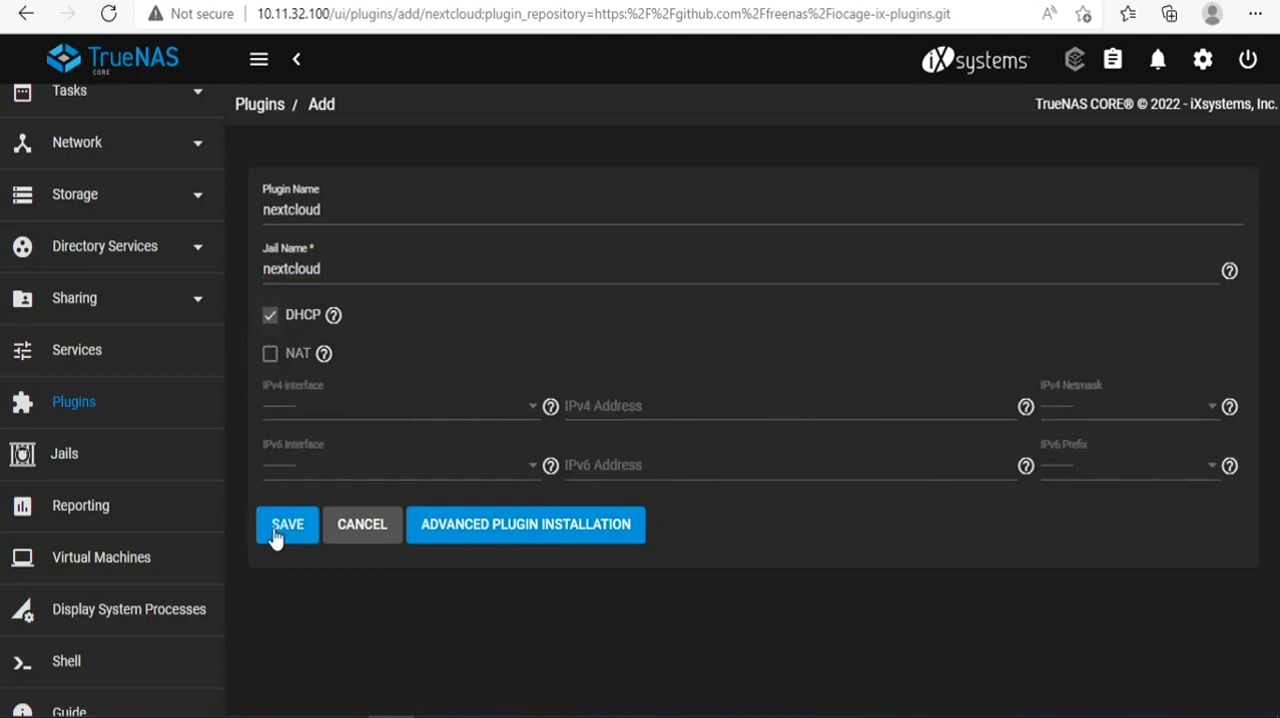 Not secure
10.11.32.100/ui/plugins/add/nextcloud;plugin_repository=https:%2F%2Fgithub.com%2Ffreenas%2Fiocage-ix-plugins.git
TrueNAS
CORE
iXsystems
Tasks
Plugins / Add
TrueNAS CORE® © 2022 - iXsystems, Inc.
Network
Storage
Directory Services
Sharing
Services
Plugins
Jails
Reporting
Virtual Machines
Display System Processes
Shell
Guide
Plugin Name
nextcloud
Jail Name *
nextcloud
DHCP
NAT
IPv4 Interface
IPv4 Address
IPv4 Netmask
IPv6 Interface
IPv6 Address
IPv6 Prefix
SAVE CANCEL ADVANCED PLUGIN INSTALLATION